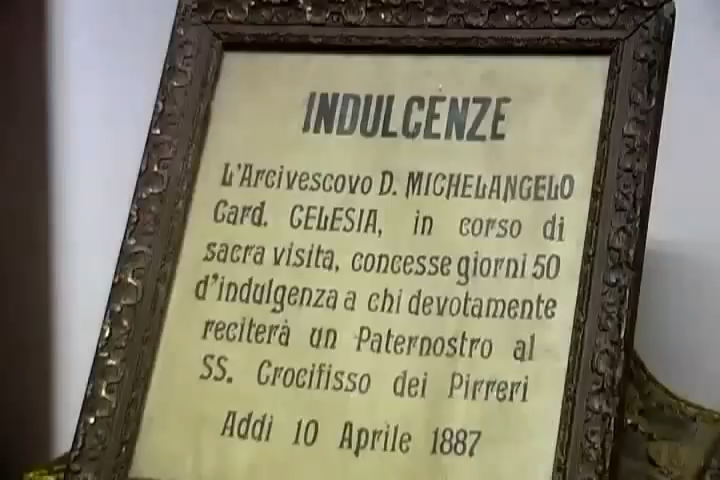 INDULGENZE
L'Arcivescovo D. MICHELANGELO
Card. CELESIA, in corso di
sacra visita, concesse giorni 50
d'indulgenza a chi devotamente
reciterà un Paternostro al
SS. Crocifisso dei Pirreri
Addì 10 Aprile 1887